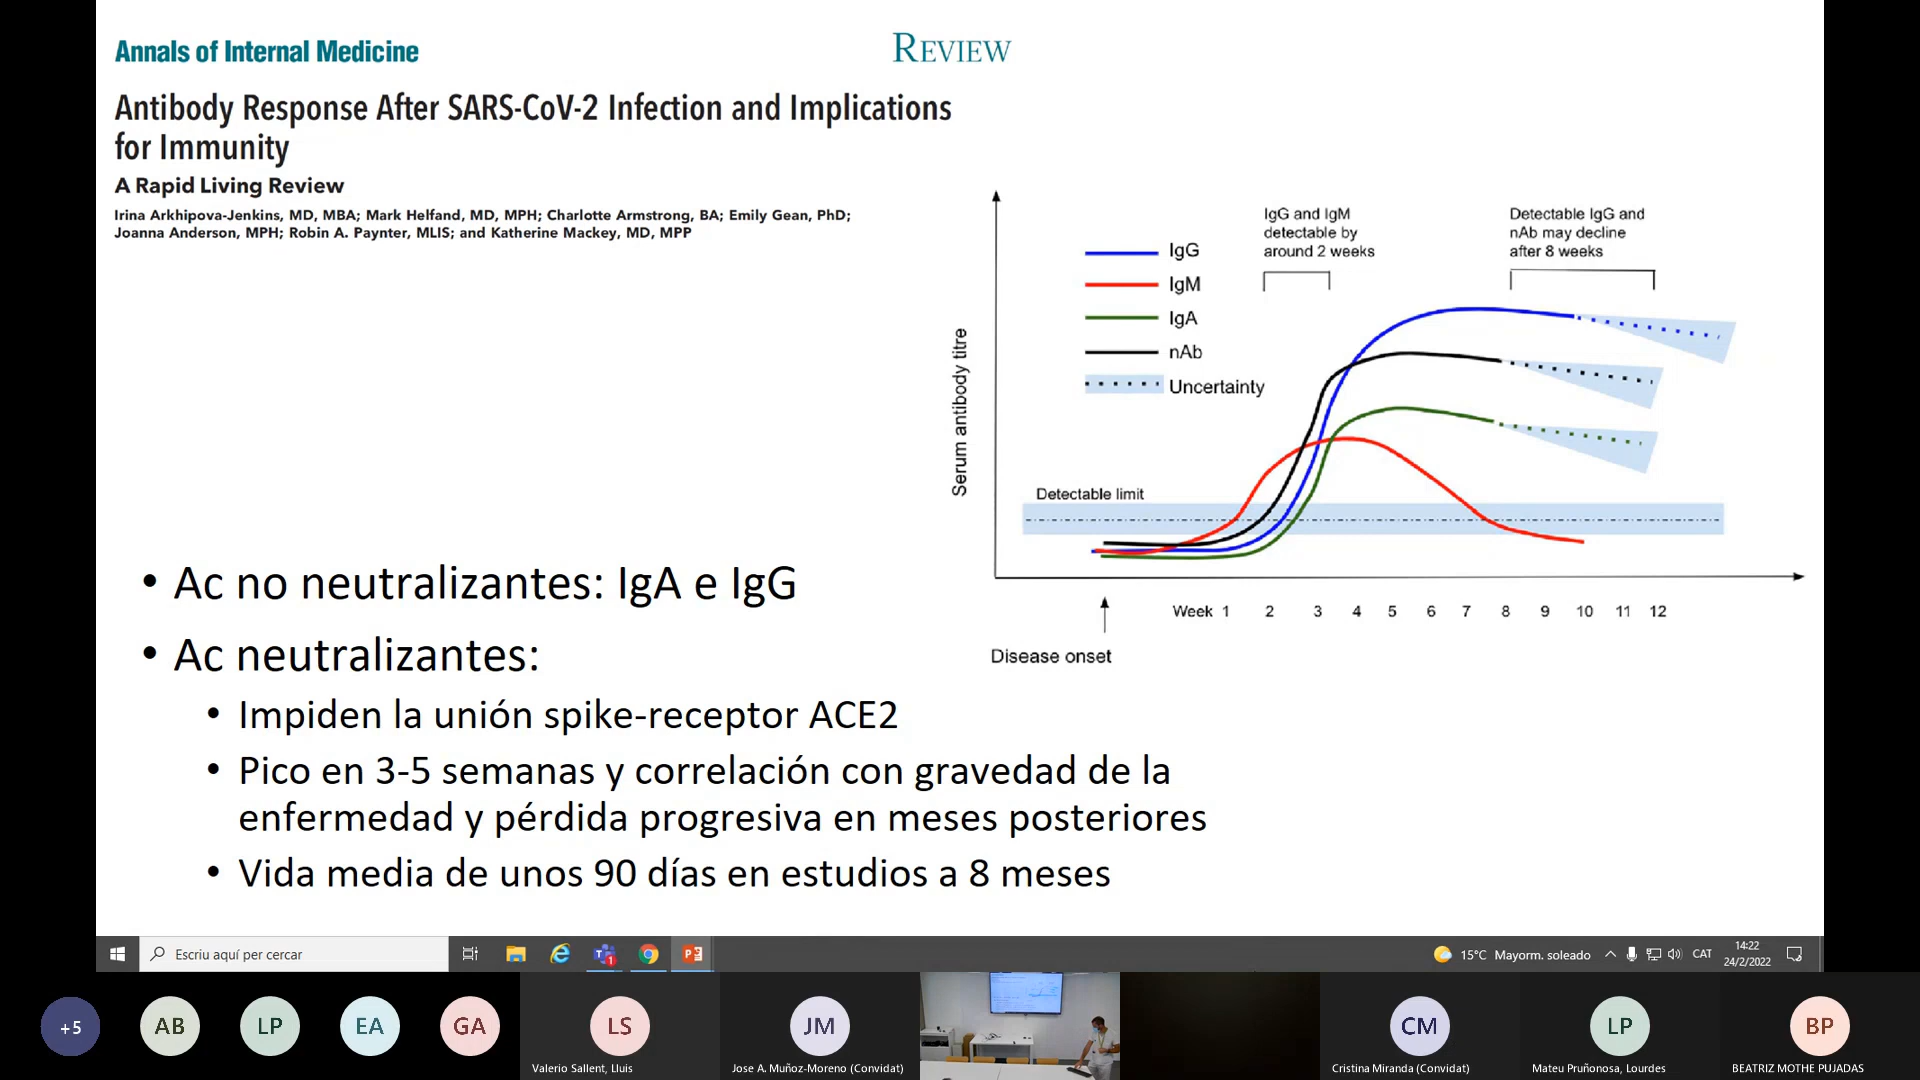 Annals of Internal Medicine
REVIEW
Antibody Response After SARS-CoV-2 Infection and Implications
for Immunity
A Rapid Living Review
Irina Arkhipova-Jenkins, MD, MBA; Mark Helfand, MD, MPH; Charlotte Armstrong, BA; Emily Gean, PhD;
Joanna Anderson, MPH; Robin A. Paynter, MLIS; and Katherine Mackey, MD, MPP
IgG and IgM
detectable by
around 2 weeks
Detectable IgG and
nAb may decline
after 8 weeks
IgG
IgM
IgA
nAb
Uncertainty
Serum antibody titre
Detectable limit
Week 1 2 3 4 5 6 7 8 9 10 11 12
Disease onset
• Ac no neutralizantes: IgA e IgG
• Ac neutralizantes:
• Impiden la unión spike-receptor ACE2
• Pico en 3-5 semanas y correlación con gravedad de la
enfermedad y pérdida progresiva en meses posteriores
• Vida media de unos 90 días en estudios a 8 meses
Escriu aquí per cercar
15°C Mayorm. soleado
CAT
14:22
24/2/2022
+5
AB
LP
EA
GA
LS
Valerio Sallent, Lluis
JM
Jose A. Muñoz-Moreno (Convidat)
CM
Cristina Miranda (Convidat)
LP
Mateu Pruñonosa, Lourdes
BP
BEATRIZ MOTHE PUJADAS